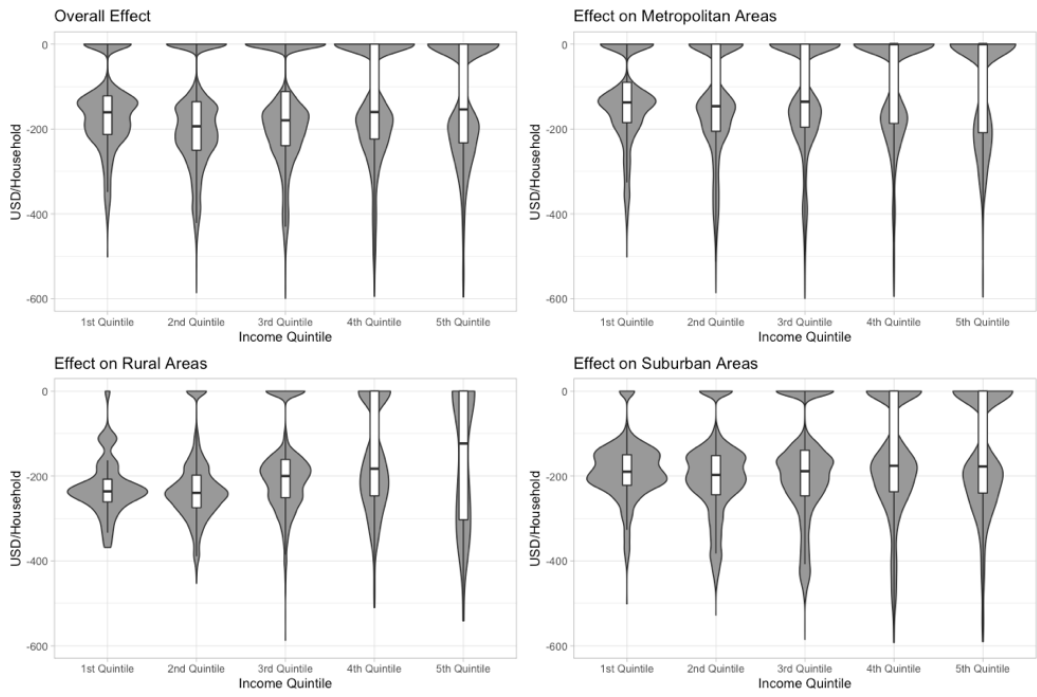 Overall Effect
USD/Household
0
-200
-400
-600
1st Quintile 2nd Quintile 3rd Quintile 4th Quintile 5th Quintile
Income Quintile
Effect on Metropolitan Areas
USD/Household
0
-200
-400
-600
1st Quintile 2nd Quintile 3rd Quintile 4th Quintile 5th Quintile
Income Quintile
Effect on Rural Areas
USD/Household
0
-200
-400
-600
1st Quintile 2nd Quintile 3rd Quintile 4th Quintile 5th Quintile
Income Quintile
Effect on Suburban Areas
USD/Household
0
-200
-400
-600
1st Quintile 2nd Quintile 3rd Quintile 4th Quintile 5th Quintile
Income Quintile